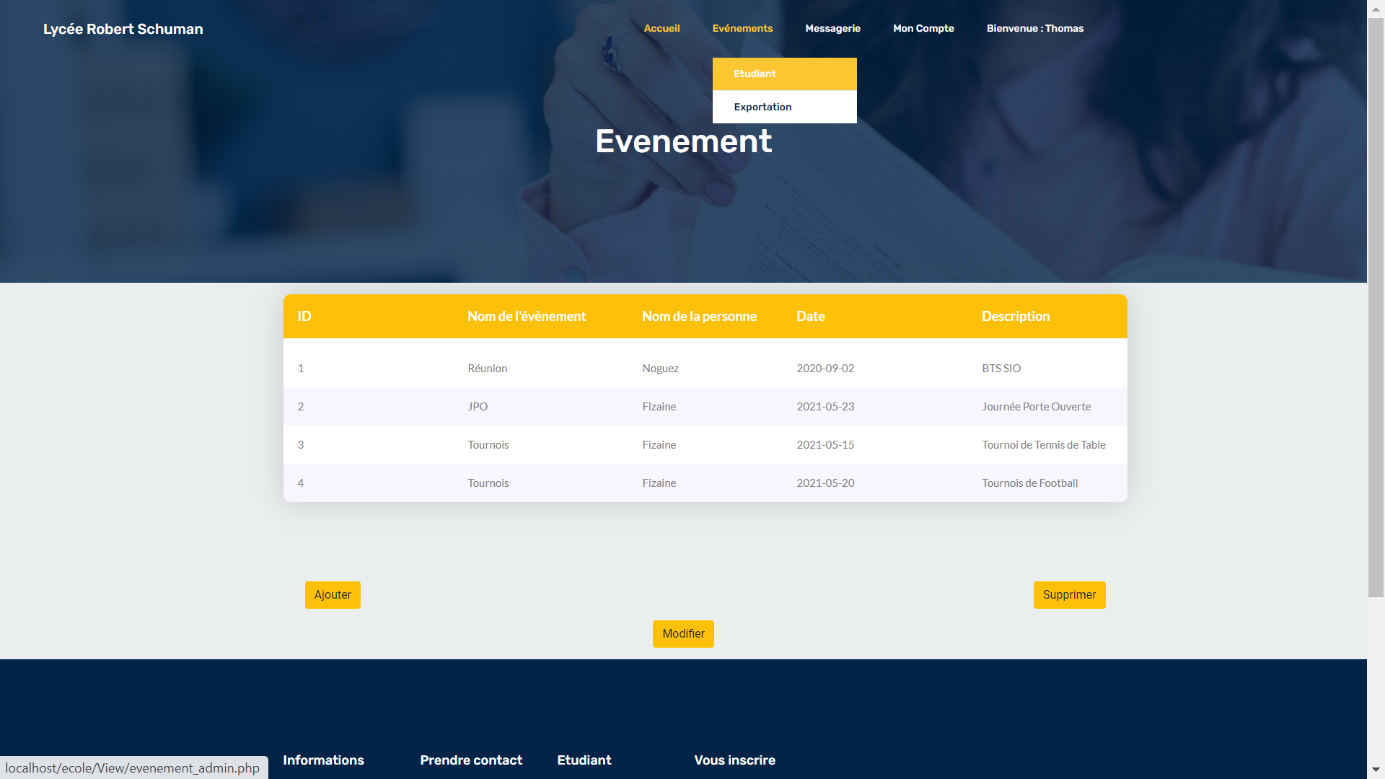 Lycée Robert Schuman
Accueil Evénements Messagerie Mon Compte Bienvenue : Thomas
Etudiant
Exportation
Evenement
ID Nom de l'évènement Nom de la personne Date Description
1 Réunion Noguez 2020-09-02 BTS SIO
2 JPO Fizaine 2021-05-23 Journée Porte Ouverte
3 Tournois Fizaine 2021-05-15 Tournoi de Tennis de Table
4 Tournois Fizaine 2021-05-20 Tournois de Football
Ajouter Supprimer
Modifier
Informations Prendre contact Etudiant Vous inscrire
localhost/ecole/View/evenement_admin.php